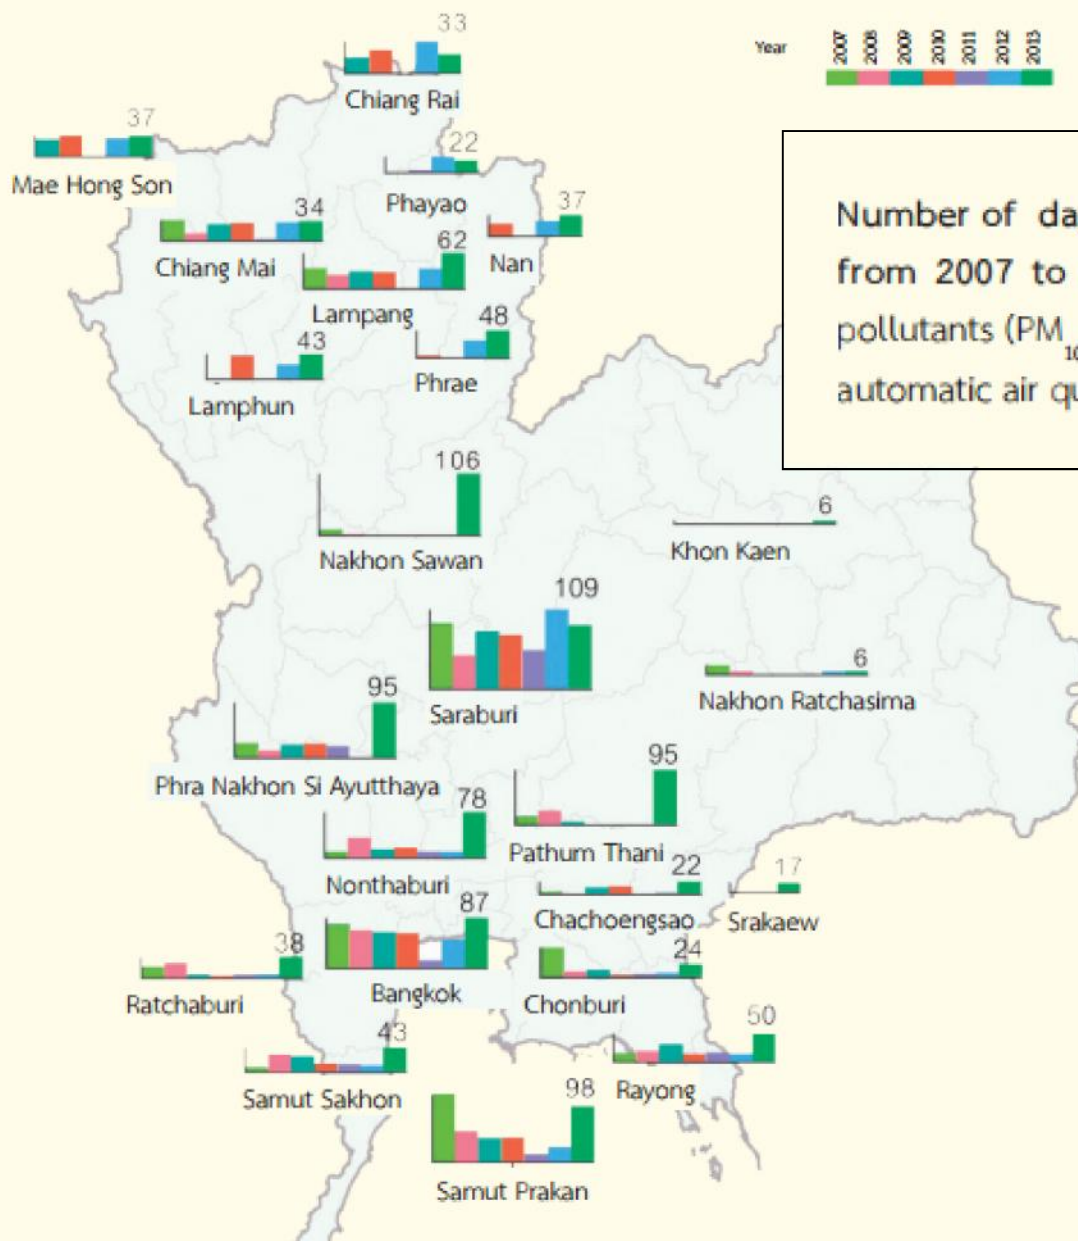 Year 2007 2008 2009 2010 2011 2012 2013
33
Chiang Rai
37
Mae Hong Son
22
Phayao
34
Chiang Mai
37
Nan
62
Lampang
48
Phrae
43
Lamphun
Number of da
from 2007 to
pollutants (PM10
automatic air qu
106
Nakhon Sawan
6
Khon Kaen
109
Saraburi
6
Nakhon Ratchasima
95
Phra Nakhon Si Ayutthaya
95
Pathum Thani
78
Nonthaburi
22
Chachoengsao
17
Srakaew
87
Bangkok
38
Ratchaburi
24
Chonburi
43
Samut Sakhon
50
Rayong
98
Samut Prakan